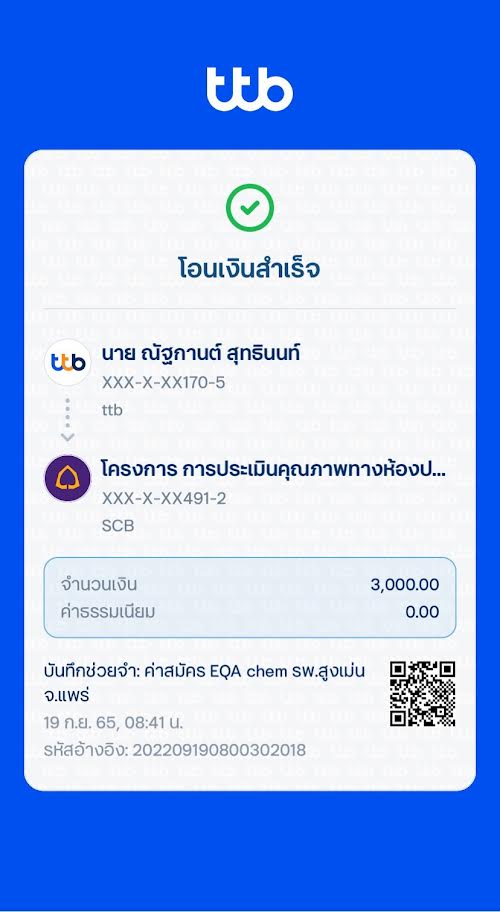 ttb
โอนเงินสำเร็จ
ttb
นาย ณัฐกานต์ สุทธินนท์
XXX-X-XX170-5
ttb
โครงการ การประเมินคุณภาพทางห้องป...
XXX-X-XX491-2
SCB
จำนวนเงิน 3,000.00
ค่าธรรมเนียม 0.00
บันทึกช่วยจำ: ค่าสมัคร EQA chem รพ.สูงเม่น
จ.แพร่
19 ก.ย. 65, 08:41 น.
รหัสอ้างอิง: 202209190800302018